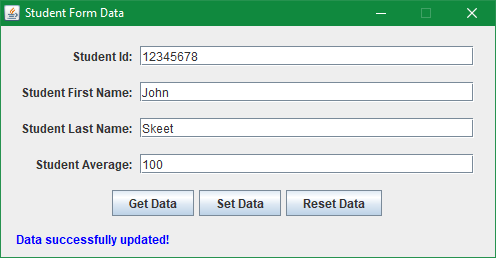 Student Form Data
Student Id: 12345678
Student First Name: John
Student Last Name: Skeet
Student Average: 100
Get Data Set Data Reset Data
Data successfully updated!